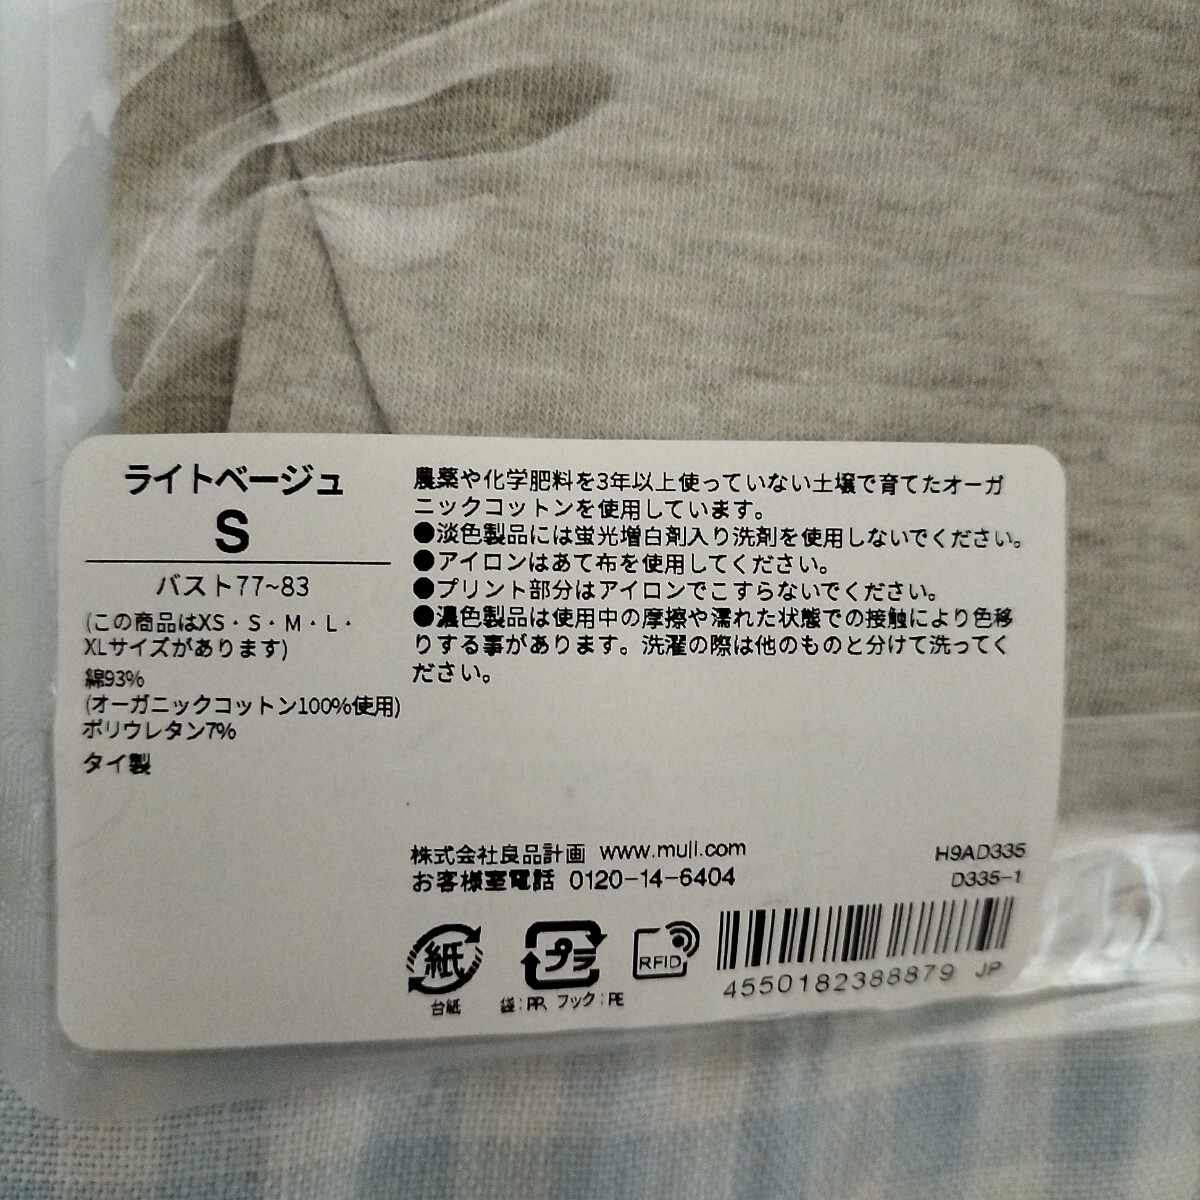 ライトベージュ
S
バスト77~83
(この商品はXS・S・M・L・
XLサイズがあります)
綿93%
(オーガニックコットン100%使用)
ポリウレタン7%
タイ製
農薬や化学肥料を3年以上使っていない土壌で育てたオーガ
ニックコットンを使用しています。
●淡色製品には蛍光増白剤入り洗剤を使用しないでください。
●アイロンはあて布を使用してください。
●プリント部分はアイロンでこすらないでください。
●濃色製品は使用中の摩擦や濡れた状態での接触により色移
りする事があります。洗濯の際は他のものと分けて洗ってく
ださい。
株式会社良品計画 www.muji.com
お客様室電話 0120-14-6404
H9AD335
D335-1
紙
台紙
プラ
袋:PP、フック:PE
RFID
4550182388879 JP